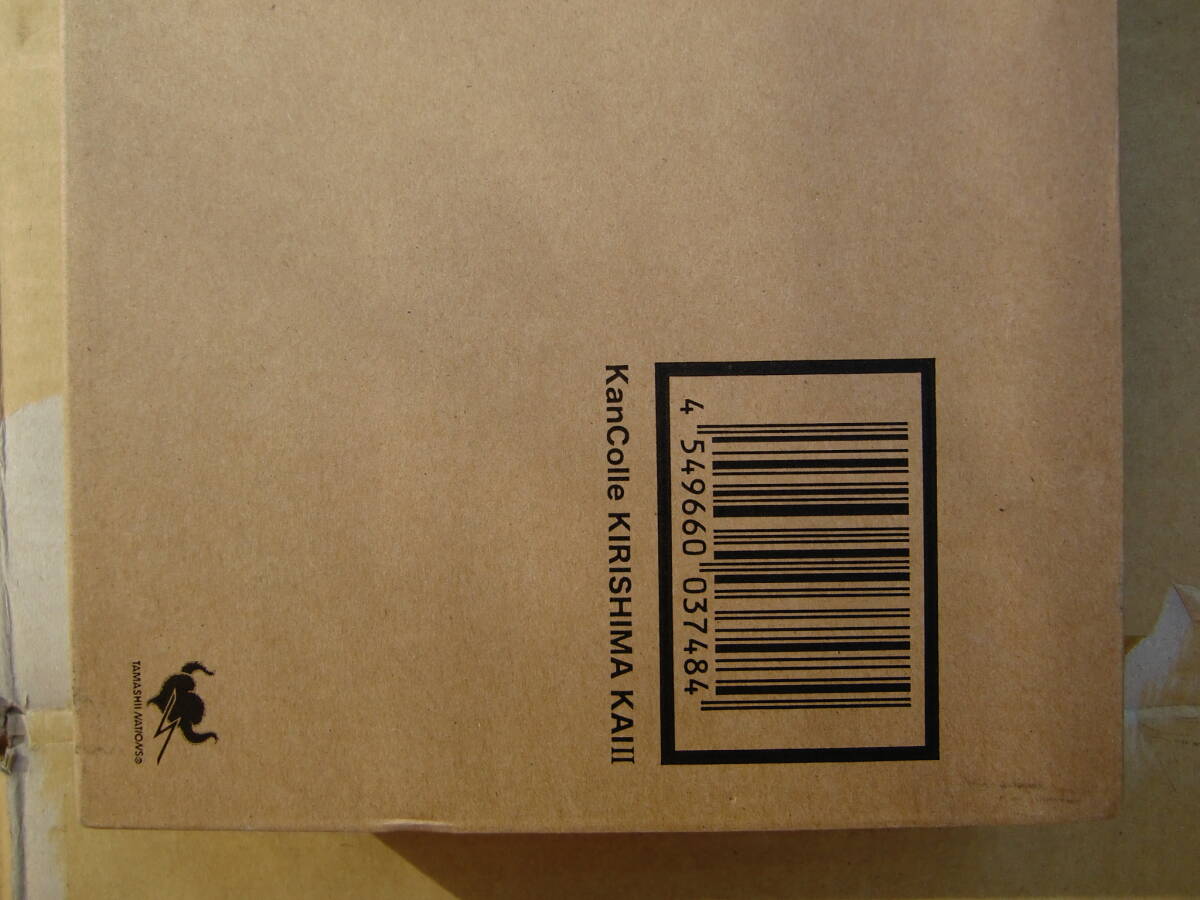 4 549660 037484
KanColle KIRISHIMA KAIⅡ
TAMASHII NATIONS®